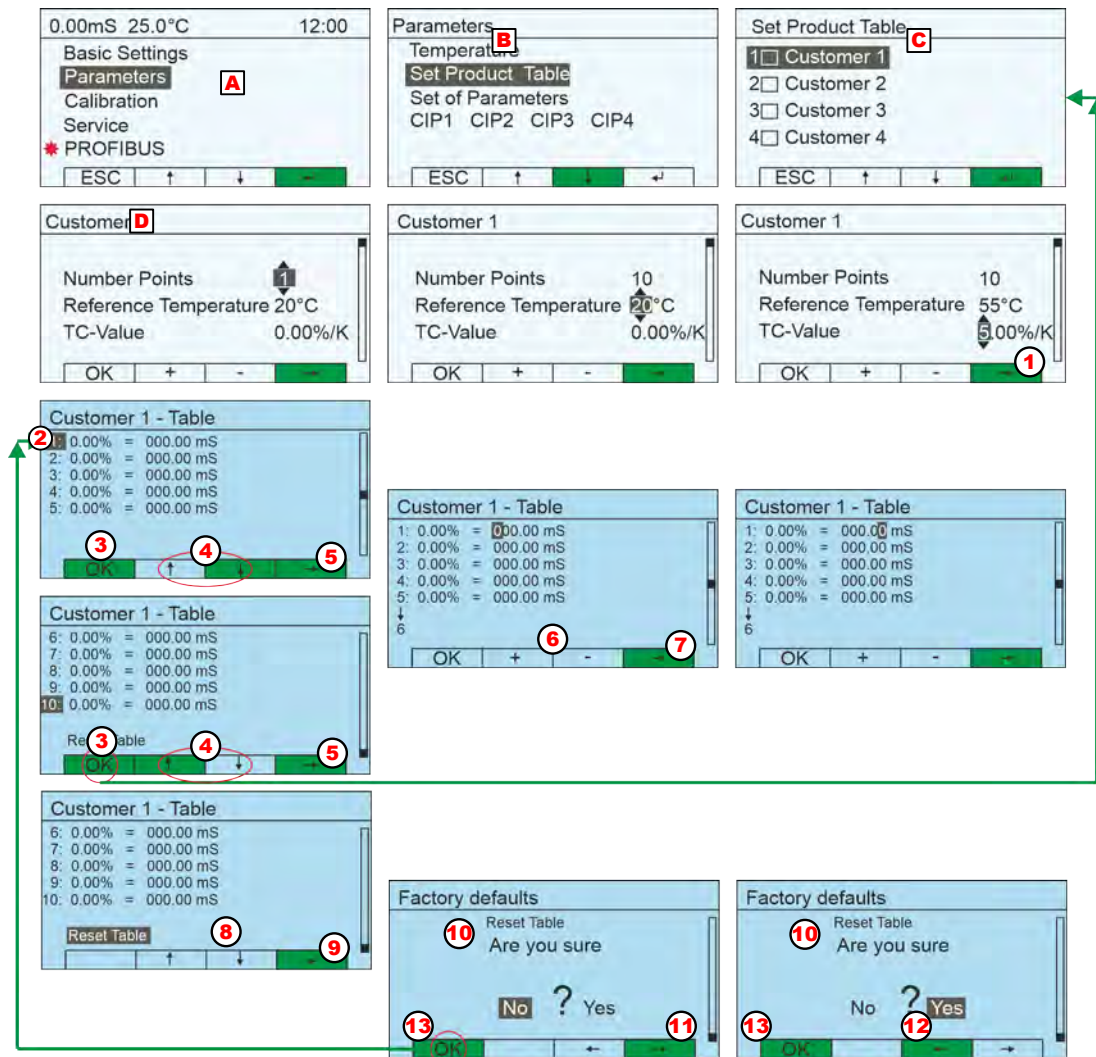 0.00mS 25.0°C 12:00
Basic Settings
Parameters
A
Calibration
Service
PROFIBUS
ESC ↑ ↓
Parameters
B
Temperature
Set Product Table
Set of Parameters
CIP1 CIP2 CIP3 CIP4
ESC ↑ ↓ ↵
Set Product Table
C
1 Customer 1
2 Customer 2
3 Customer 3
4 Customer 4
ESC ↑ ↓
Customer D
Number Points 1
Reference Temperature 20°C
TC-Value 0.00%/K
OK + - →
Customer 1
Number Points 10
Reference Temperature 20°C
TC-Value 0.00%/K
OK + - →
Customer 1
Number Points 10
Reference Temperature 55°C
TC-Value 5.00%/K
1
OK + - →
Customer 1 - Table
2
1: 0.00% = 000.00 mS
2: 0.00% = 000.00 mS
3: 0.00% = 000.00 mS
4: 0.00% = 000.00 mS
5: 0.00% = 000.00 mS
3 4 5
OK ↑ ↓ →
Customer 1 - Table
1: 0.00% = 000.00 mS
2: 0.00% = 000.00 mS
3: 0.00% = 000.00 mS
4: 0.00% = 000.00 mS
5: 0.00% = 000.00 mS
↓
6
6 7
OK + - →
Customer 1 - Table
1: 0.00% = 000.00 mS
2: 0.00% = 000.00 mS
3: 0.00% = 000.00 mS
4: 0.00% = 000.00 mS
5: 0.00% = 000.00 mS
↓
6
OK + - →
Customer 1 - Table
6: 0.00% = 000.00 mS
7: 0.00% = 000.00 mS
8: 0.00% = 000.00 mS
9: 0.00% = 000.00 mS
10: 0.00% = 000.00 mS
Reset Table
3 4 5
OK ↑ ↓ →
Customer 1 - Table
6: 0.00% = 000.00 mS
7: 0.00% = 000.00 mS
8: 0.00% = 000.00 mS
9: 0.00% = 000.00 mS
10: 0.00% = 000.00 mS
Reset Table
8 9
↑ ↓
Factory defaults
Reset Table
10
Are you sure
No ? Yes
13 11
OK ← →
Factory defaults
Reset Table
10
Are you sure
No ? Yes
13 12
OK ← →